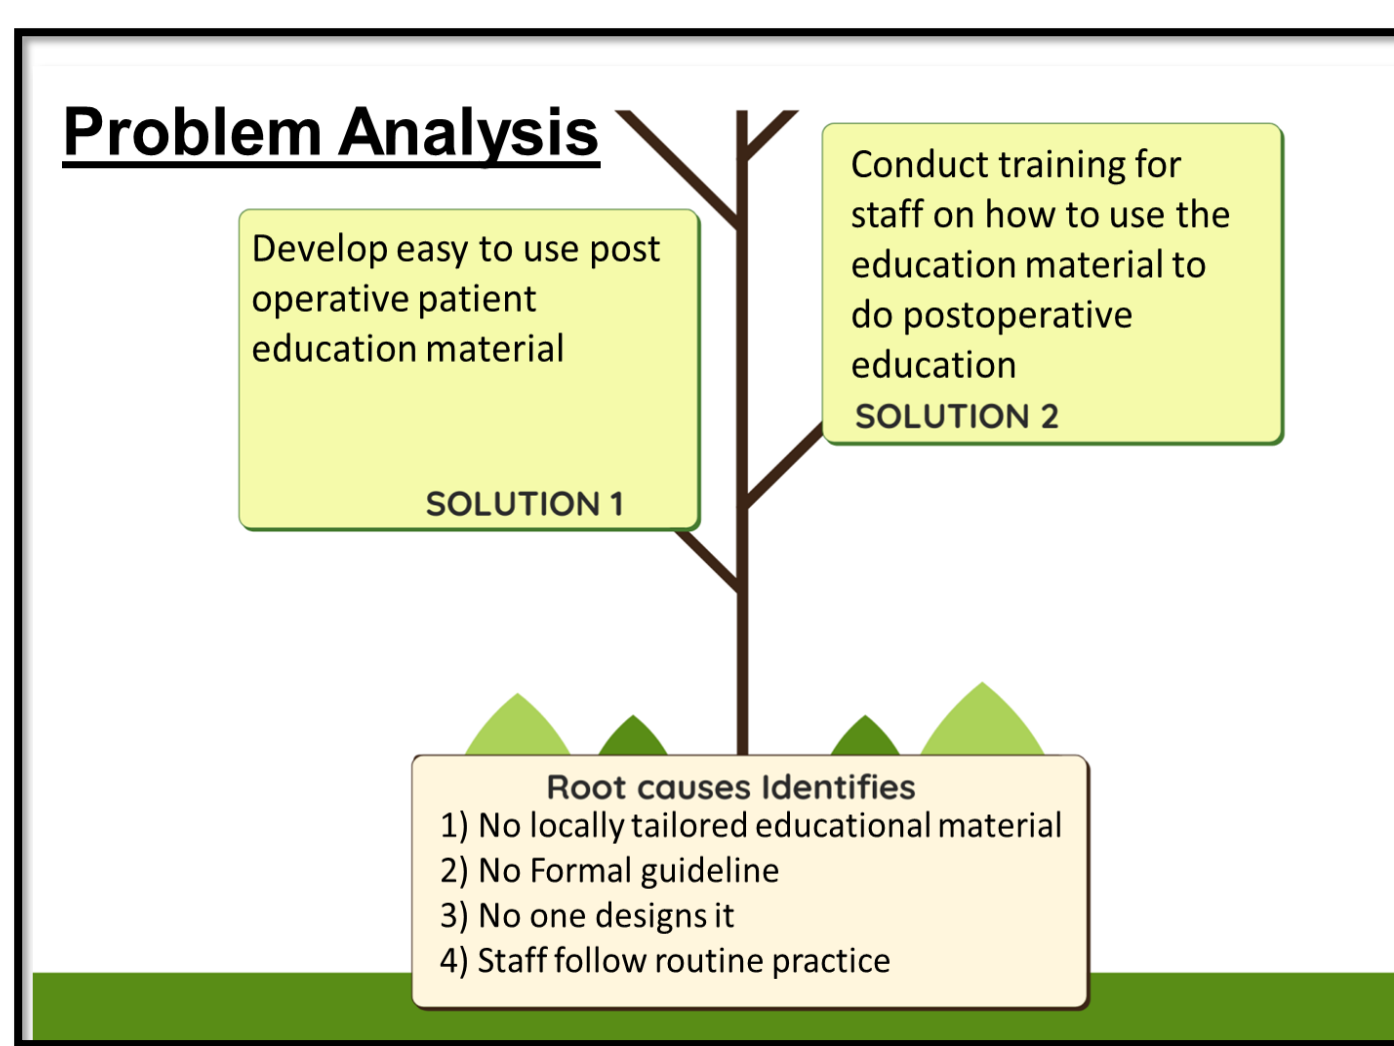 Problem Analysis
Develop easy to use post
operative patient
education material
SOLUTION 1
Conduct training for
staff on how to use the
education material to
do postoperative
education
SOLUTION 2
Root causes Identifies
1) No locally tailored educational material
2) No Formal guideline
3) No one designs it
4) Staff follow routine practice